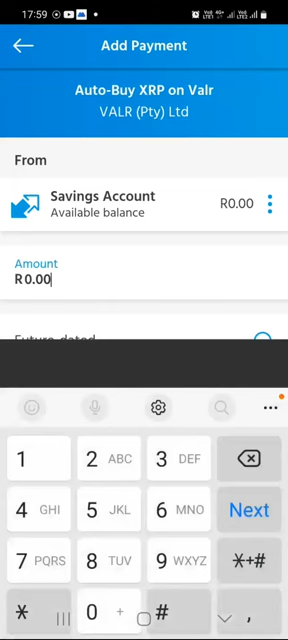 17:59
Add Payment
Auto-Buy XRP on Valr
VALR (Pty) Ltd
From
Savings Account
R0.00
Available balance
Amount
R 0.00
Future-dated
1
2 ABC
3 DEF
4 GHI
5 JKL
6 MNO
Next
7 PQRS
8 TUV
9 WXYZ
*+#
*
0 +
#
,